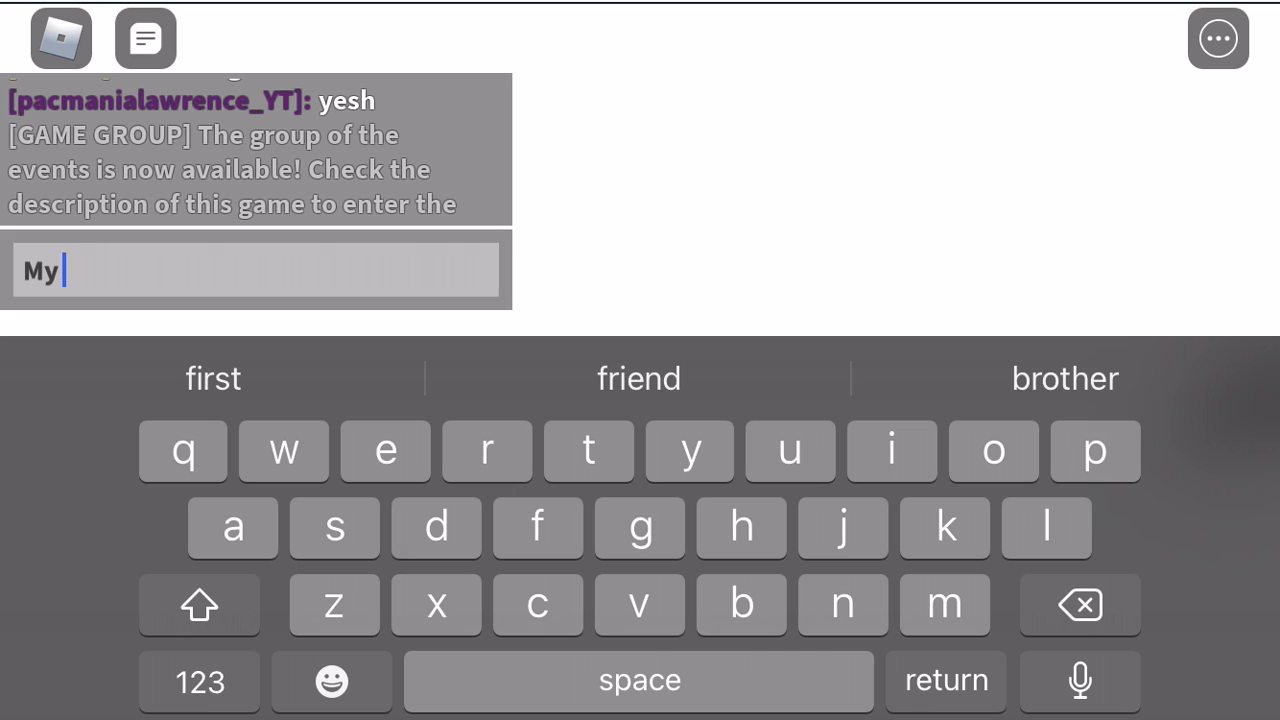 [pacmanialawrence_YT]: yesh
[GAME GROUP] The group of the
events is now available! Check the
description of this game to enter the
My
first friend brother
q w e r t y u i o p
a s d f g h j k l
z x c v b n m
123 space return